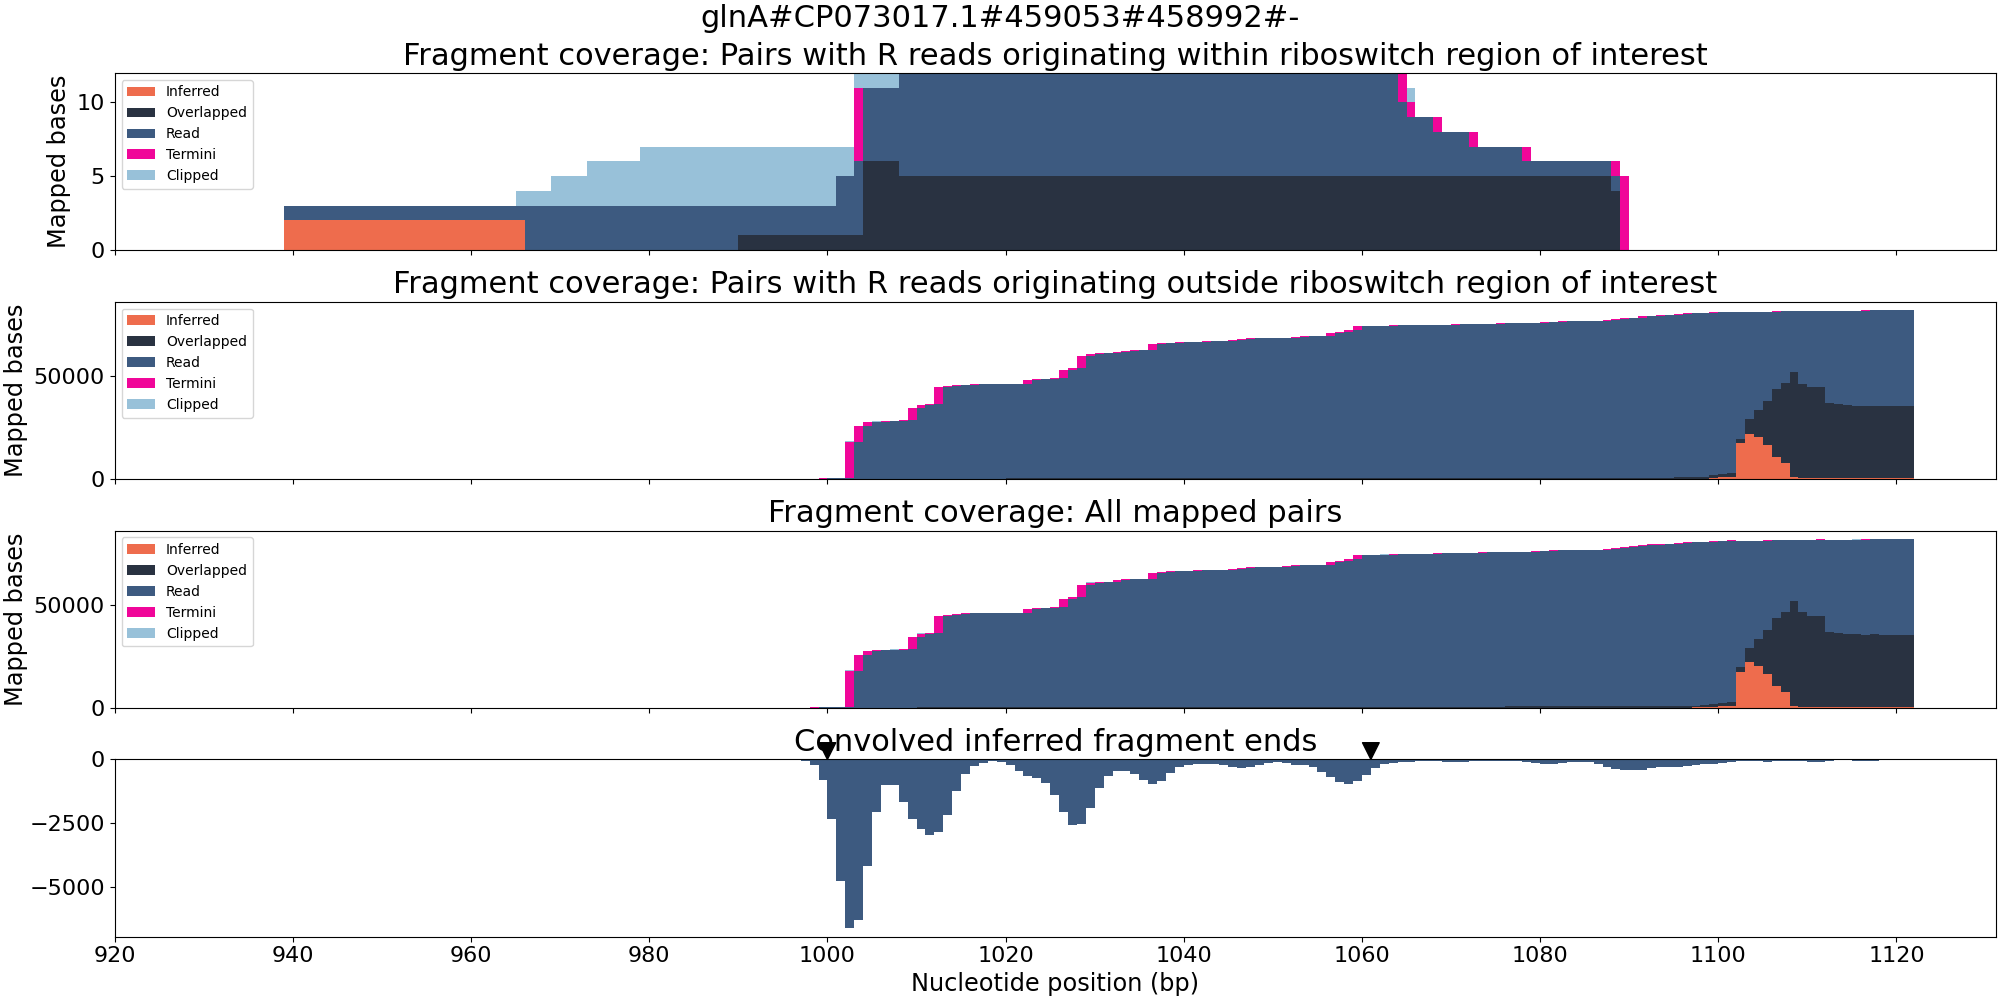 glnA#CP073017.1#459053#458992#-
Fragment coverage: Pairs with R reads originating within riboswitch region of interest
Mapped bases
10
5
0
Inferred
Overlapped
Read
Termini
Clipped
Fragment coverage: Pairs with R reads originating outside riboswitch region of interest
Mapped bases
50000
0
Inferred
Overlapped
Read
Termini
Clipped
Fragment coverage: All mapped pairs
Mapped bases
50000
0
Inferred
Overlapped
Read
Termini
Clipped
Convolved inferred fragment ends
0
−2500
−5000
920 940 960 980 1000 1020 1040 1060 1080 1100 1120
Nucleotide position (bp)